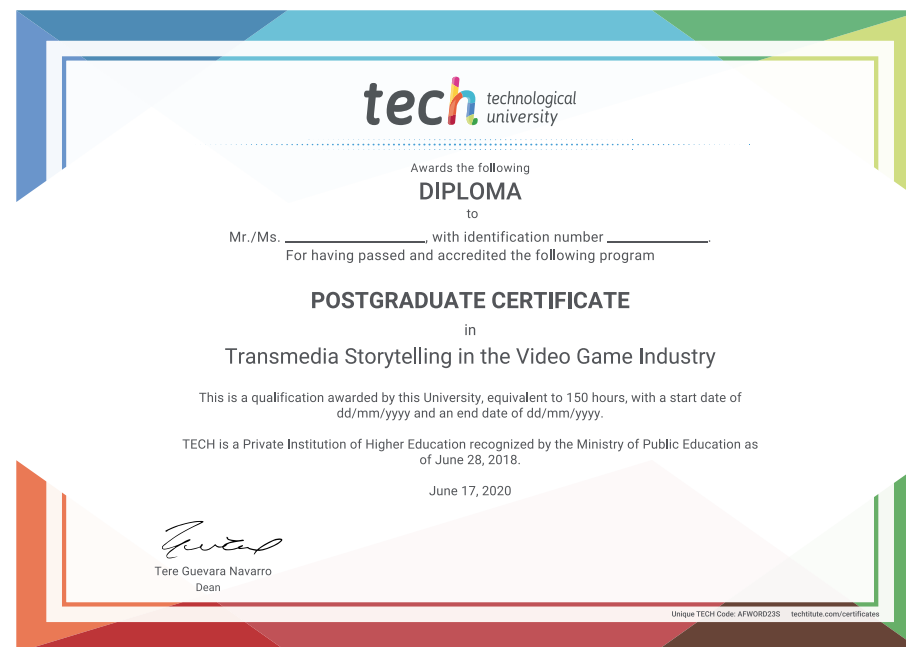 tech technological
university
Awards the following
DIPLOMA
to
Mr./Ms. ____________________, with identification number ______________.
For having passed and accredited the following program
POSTGRADUATE CERTIFICATE
in
Transmedia Storytelling in the Video Game Industry
This is a qualification awarded by this University, equivalent to 150 hours, with a start date of
dd/mm/yyyy and an end date of dd/mm/yyyy.
TECH is a Private Institution of Higher Education recognized by the Ministry of Public Education as
of June 28, 2018.
June 17, 2020
Tere Guevara Navarro
Dean
Unique TECH Code: AFWORD23S techtitute.com/certificates